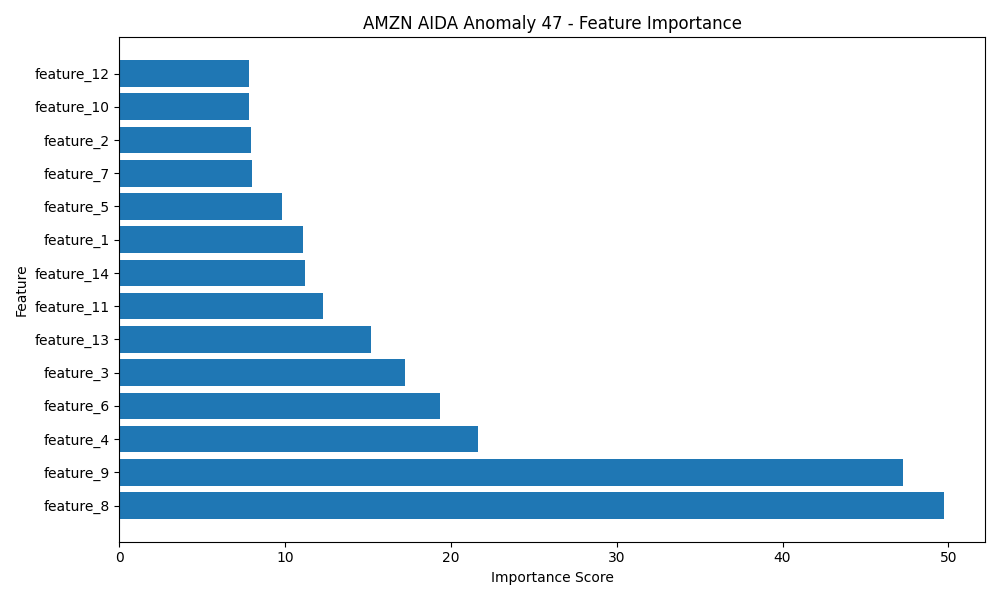 AMZN AIDA Anomaly 47 - Feature Importance
Feature
feature_12
feature_10
feature_2
feature_7
feature_5
feature_1
feature_14
feature_11
feature_13
feature_3
feature_6
feature_4
feature_9
feature_8
0 10 20 30 40 50
Importance Score